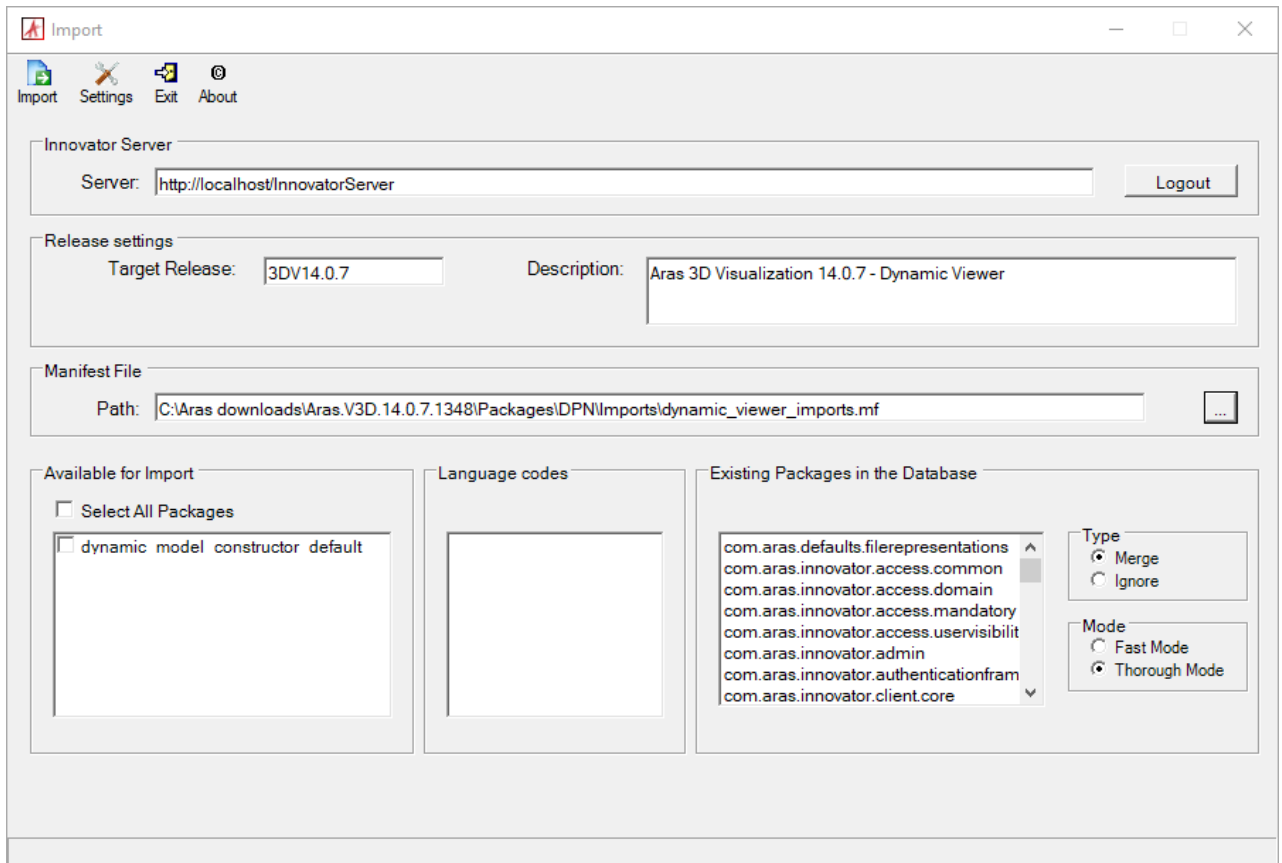 Import
Import Settings Exit About
Innovator Server
Server: http://localhost/InnovatorServer Logout
Release settings
Target Release: 3DV14.0.7 Description: Aras 3D Visualization 14.0.7 - Dynamic Viewer
Manifest File
Path: C:\Aras downloads\Aras.V3D.14.0.7.1348\Packages\DPN\Imports\dynamic_viewer_imports.mf ...
Available for Import
Select All Packages
dynamic_model_constructor_default
Language codes
Existing Packages in the Database
com.aras.defaults.filerepresentations
com.aras.innovator.access.common
com.aras.innovator.access.domain
com.aras.innovator.access.mandatory
com.aras.innovator.access.uservisibilit
com.aras.innovator.admin
com.aras.innovator.authenticationfram
com.aras.innovator.client.core
Type
Merge
Ignore
Mode
Fast Mode
Thorough Mode